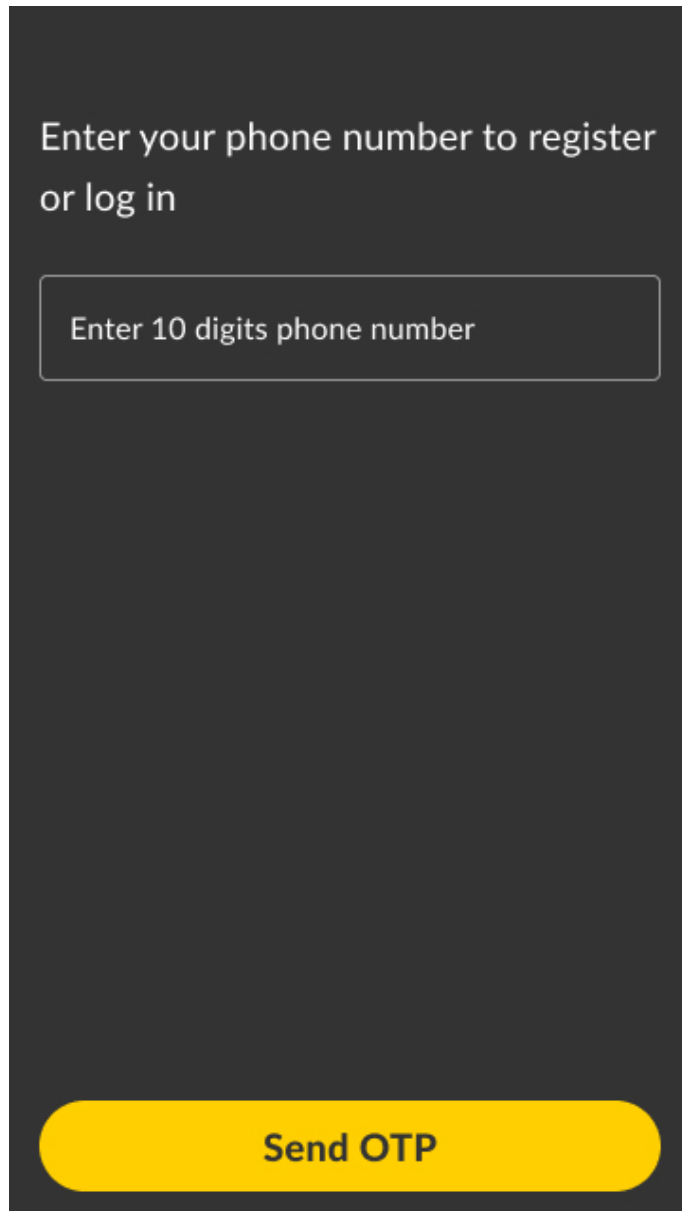 Enter your phone number to register
or log in
Enter 10 digits phone number
Send OTP